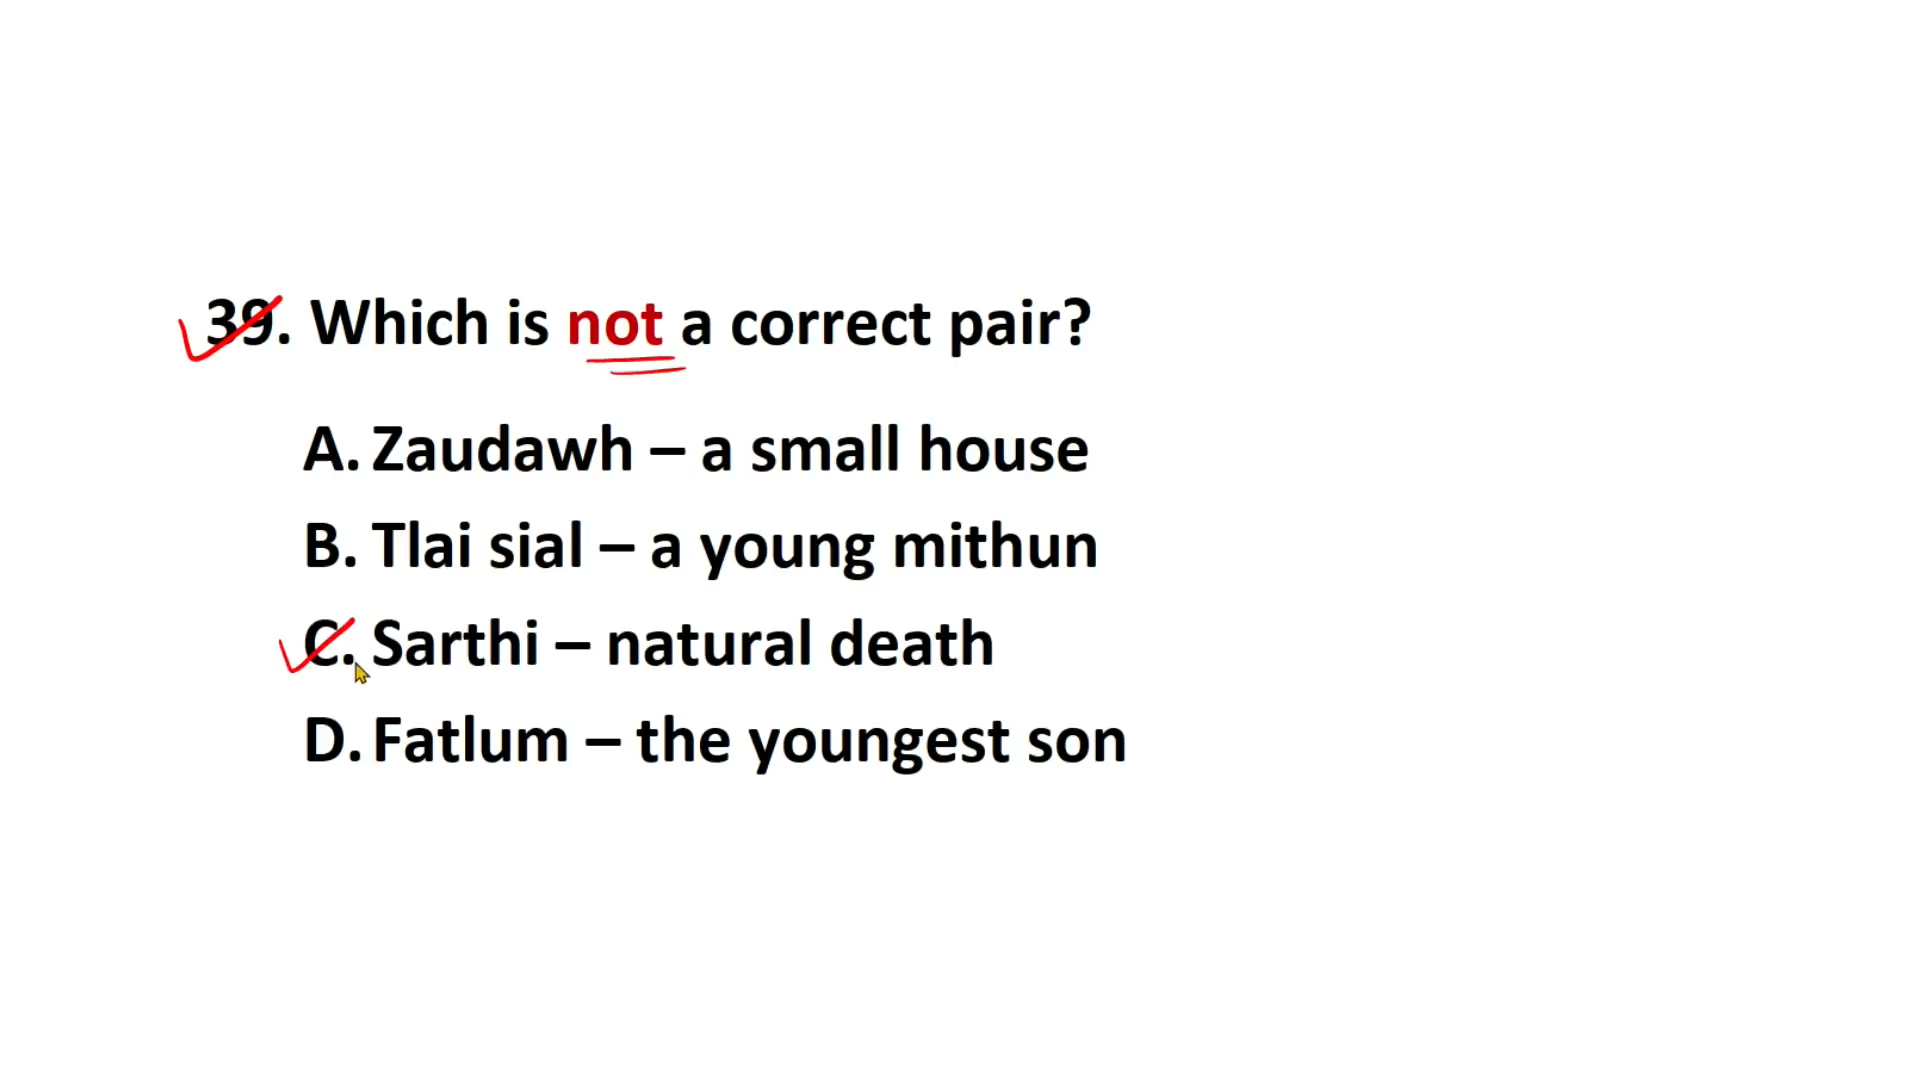 39. Which is not a correct pair?
A. Zaudawh – a small house
B. Tlai sial – a young mithun
C. Sarthi – natural death
D. Fatlum – the youngest son